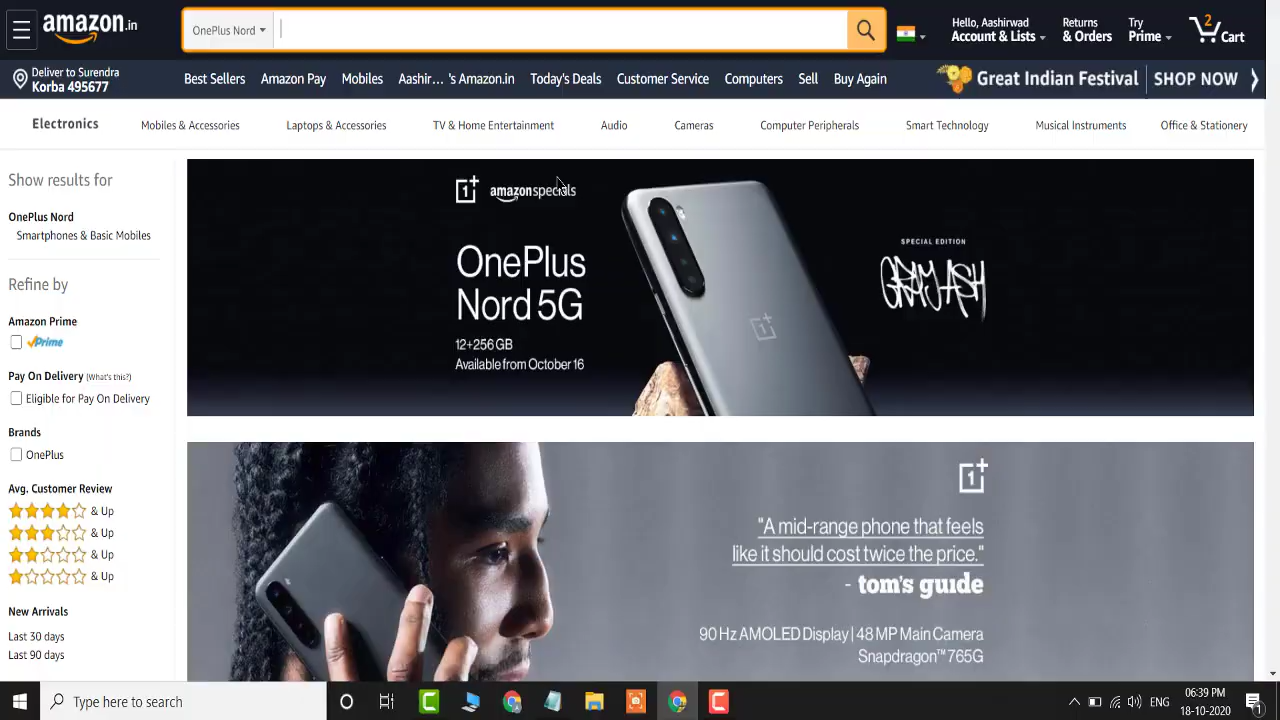 amazon.in
OnePlus Nord
Hello, Aashirwad
Account & Lists
Returns
& Orders
Try
Prime
2
Cart
Deliver to Surendra
Korba 495677
Best Sellers
Amazon Pay
Mobiles
Aashir... 's Amazon.in
Today's Deals
Customer Service
Computers
Sell
Buy Again
Great Indian Festival
SHOP NOW
Electronics
Mobiles & Accessories
Laptops & Accessories
TV & Home Entertainment
Audio
Cameras
Computer Peripherals
Smart Technology
Musical Instruments
Office & Stationery
Show results for
OnePlus Nord
Smartphones & Basic Mobiles
Refine by
Amazon Prime
Prime
Pay On Delivery (What's this?)
Eligible for Pay On Delivery
Brands
OnePlus
Avg. Customer Review
& Up
& Up
& Up
& Up
New Arrivals
Last 30 days
Last 90 days
amazonspecials
OnePlus
Nord 5G
12+256 GB
Available from October 16
SPECIAL EDITION
GRAY ASH
"A mid-range phone that feels
like it should cost twice the price."
- tom's guide
90 Hz AMOLED Display | 48 MP Main Camera
Snapdragon™ 765G
Type here to search
ENG
06:39 PM
18-10-2020